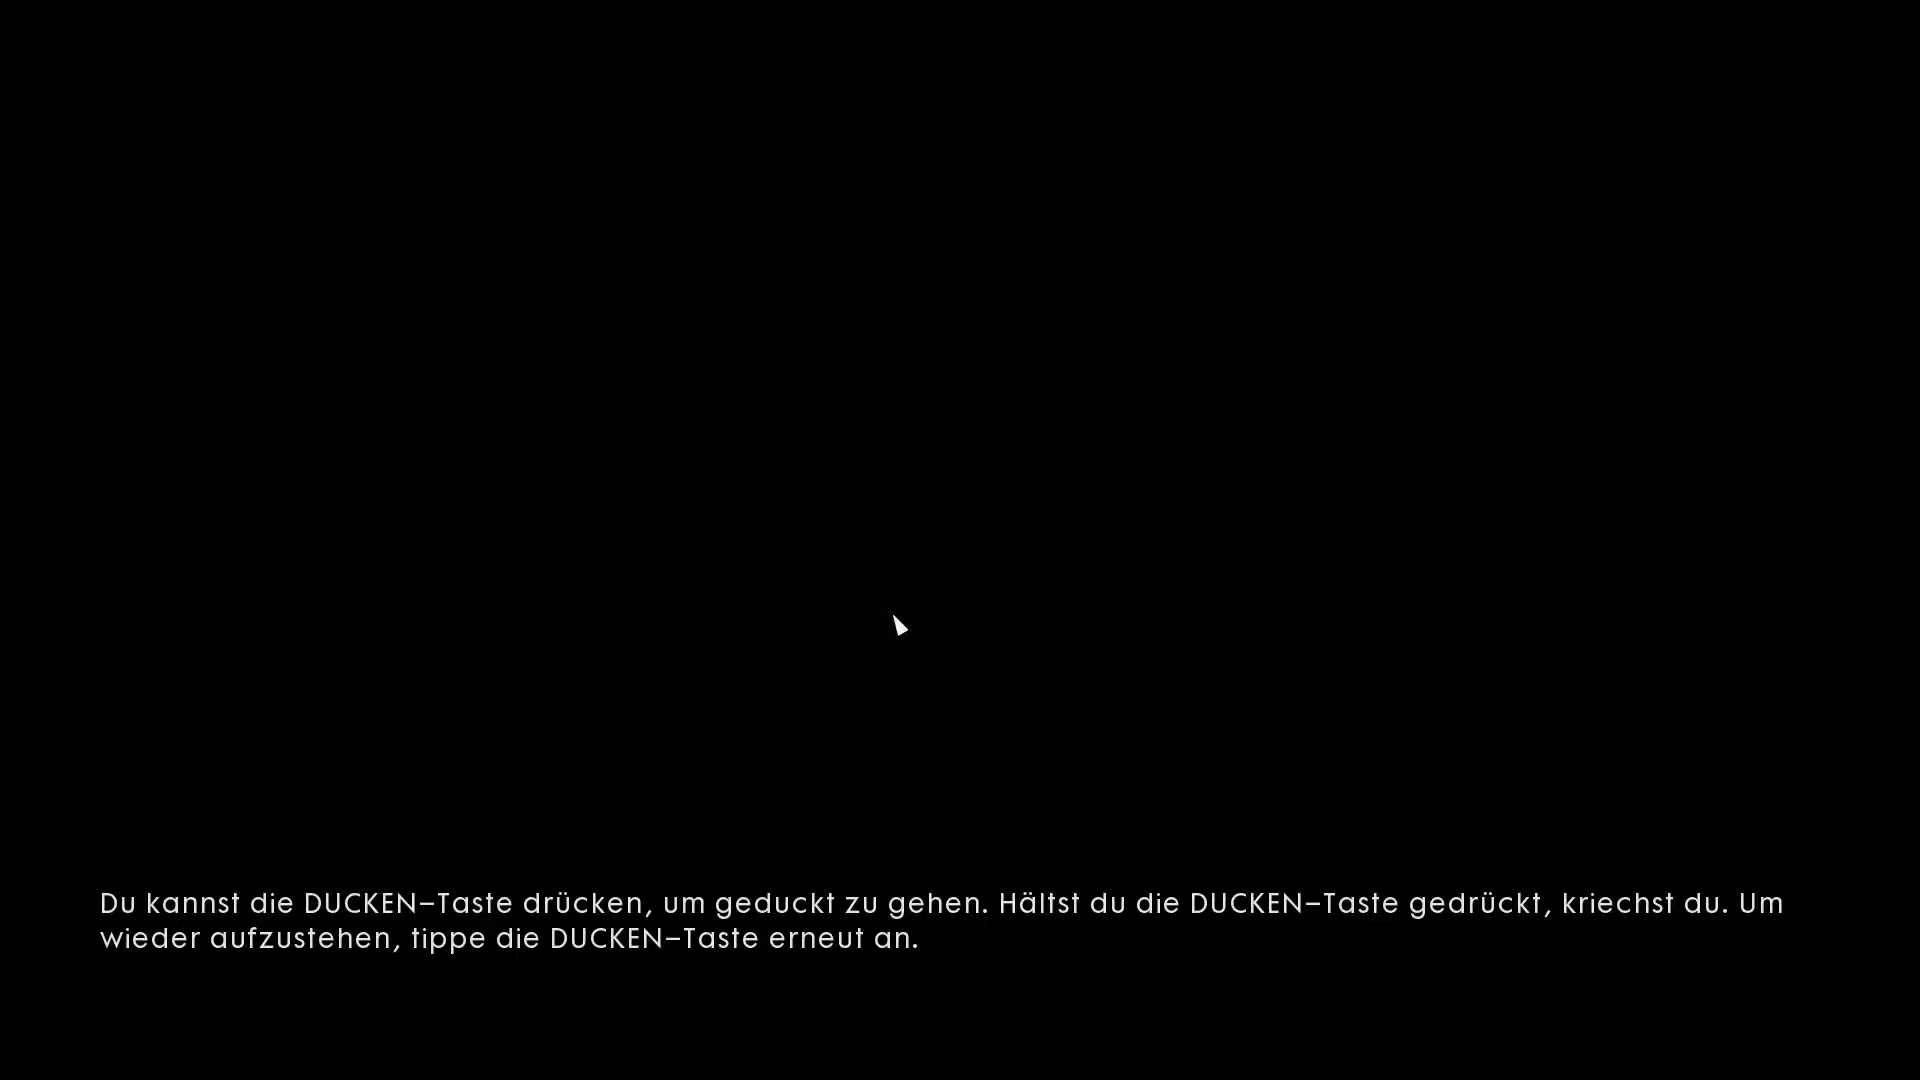 Du kannst die DUCKEN-Taste drücken, um geduckt zu gehen. Hältst du die DUCKEN-Taste gedrückt, kriechst du. Um
wieder aufzustehen, tippe die DUCKEN-Taste erneut an.